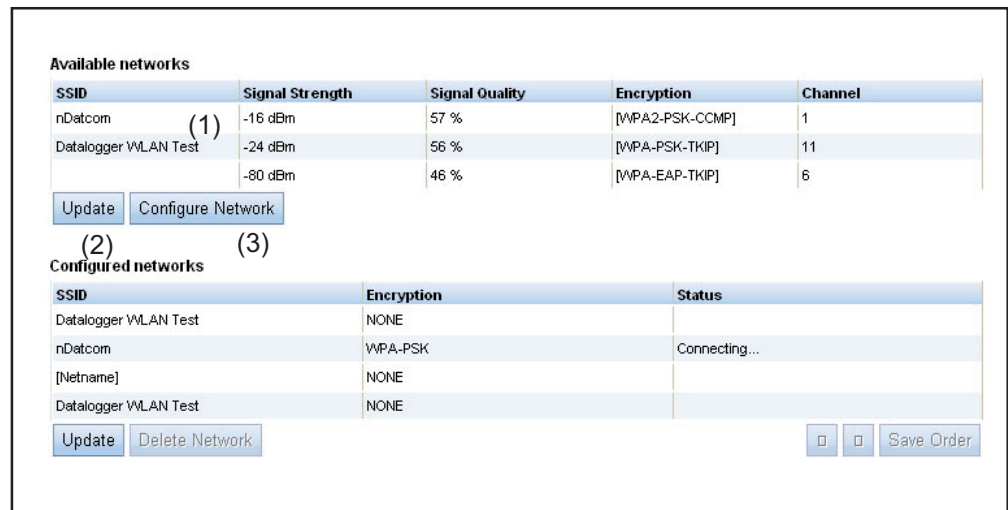 Available networks
SSID Signal Strength Signal Quality Encryption Channel
nDatcom (1) -16 dBm 57 % [WPA2-PSK-CCMP] 1
Datalogger WLAN Test -24 dBm 56 % [WPA-PSK-TKIP] 11
-80 dBm 46 % [WPA-EAP-TKIP] 6
Update Configure Network
(2) (3)
Configured networks
SSID Encryption Status
Datalogger WLAN Test NONE
nDatcom WPA-PSK Connecting...
[Netname] NONE
Datalogger WLAN Test NONE
Update Delete Network Save Order